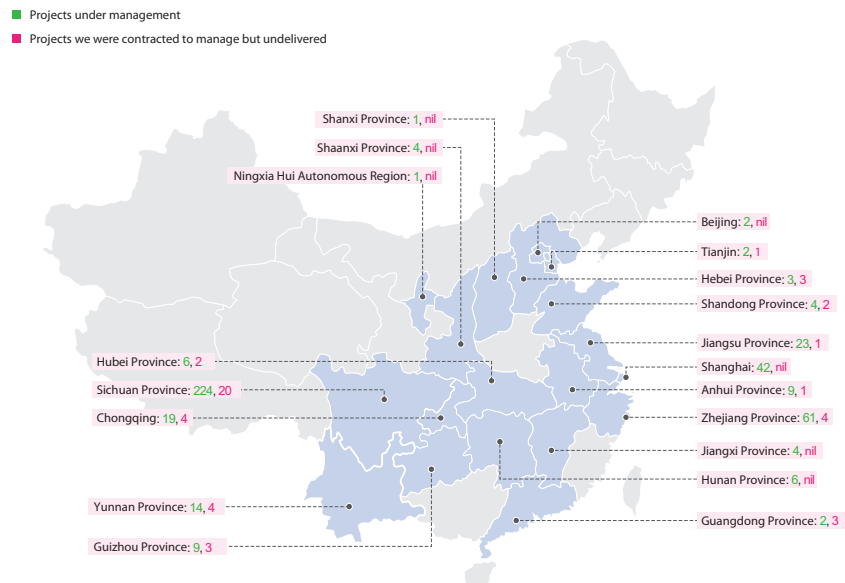 Projects under management
Projects we were contracted to manage but undelivered
Shanxi Province: 1, nil
Shaanxi Province: 4, nil
Ningxia Hui Autonomous Region: 1, nil
Beijing: 2, nil
Tianjin: 2, 1
Hebei Province: 3, 3
Shandong Province: 4, 2
Jiangsu Province: 23, 1
Shanghai: 42, nil
Anhui Province: 9, 1
Zhejiang Province: 61, 4
Jiangxi Province: 4, nil
Hunan Province: 6, nil
Guangdong Province: 2, 3
Hubei Province: 6, 2
Sichuan Province: 224, 20
Chongqing: 19, 4
Yunnan Province: 14, 4
Guizhou Province: 9, 3